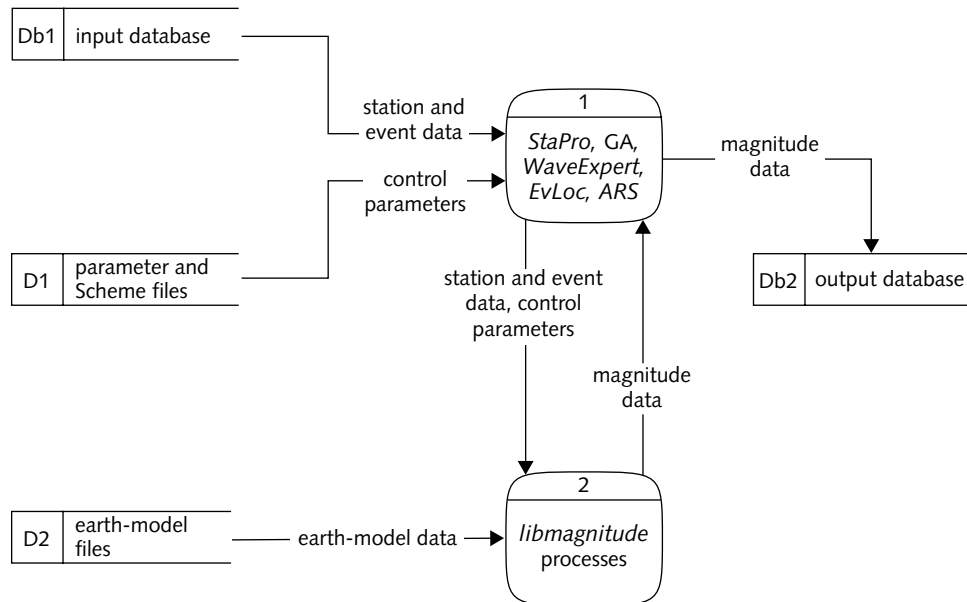 Db1 input database
station and
event data
1
StaPro, GA,
WaveExpert,
EvLoc, ARS
magnitude
data
control
parameters
D1 parameter and
Scheme files
station and event
data, control
parameters
Db2 output database
magnitude
data
2
libmagnitude
processes
D2 earth-model
files
earth-model data